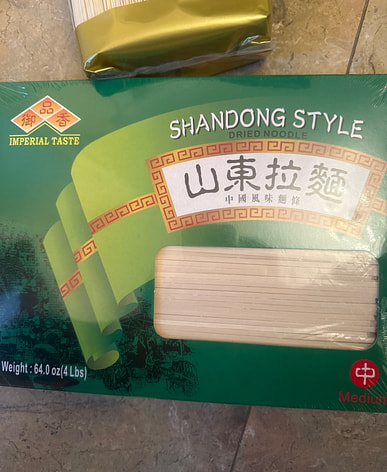 品
御香
IMPERIAL TASTE
SHANDONG STYLE
DRIED NOODLE
山東拉麵
中國風味麵條
Weight : 64.0 oz(4 Lbs)
中
Medium